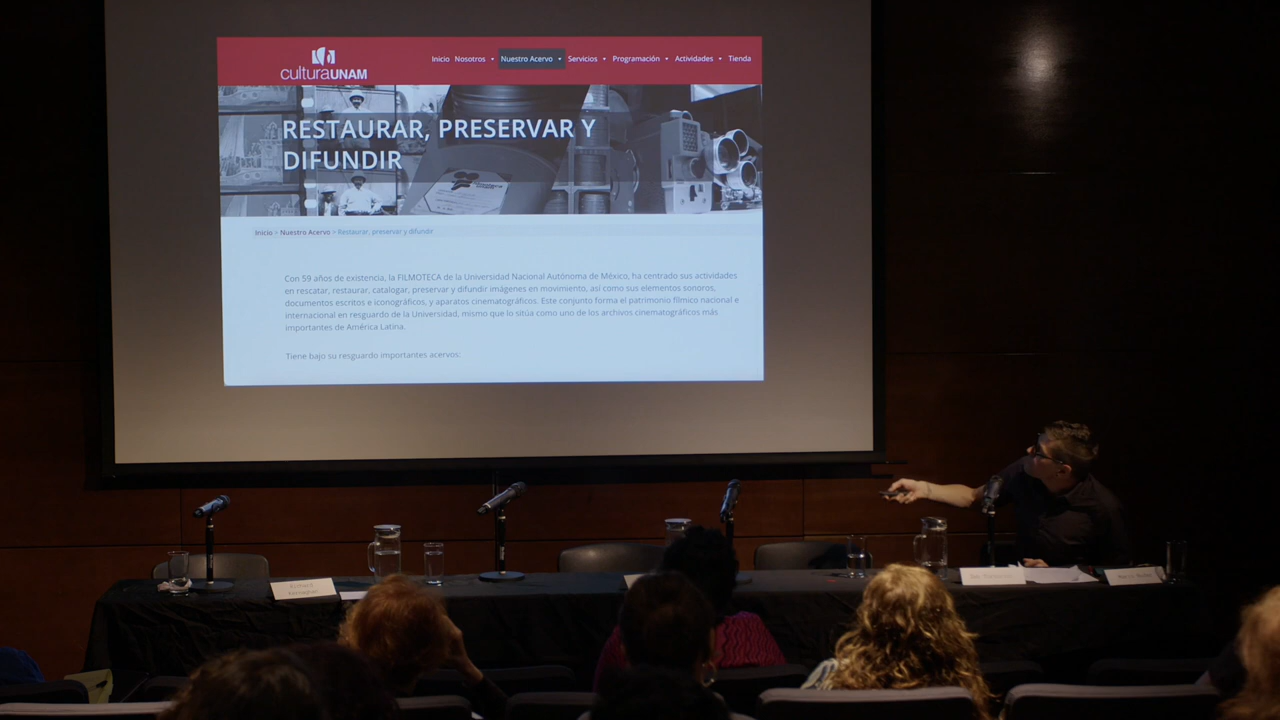 culturaUNAM
Inicio Nosotros Nuestro Acervo Servicios Programación Actividades Tienda
RESTAURAR, PRESERVAR Y
DIFUNDIR
Inicio > Nuestro Acervo > Restaurar, preservar y difundir
Con 59 años de existencia, la FILMOTECA de la Universidad Nacional Autónoma de México, ha centrado sus actividades
en rescatar, restaurar, catalogar, preservar y difundir imágenes en movimiento, así como sus elementos sonoros,
documentos escritos e iconográficos, y aparatos cinematográficos. Este conjunto forma el patrimonio fílmico nacional e
internacional en resguardo de la Universidad, mismo que lo sitúa como uno de los archivos cinematográficos más
importantes de América Latina.
Tiene bajo su resguardo importantes acervos: